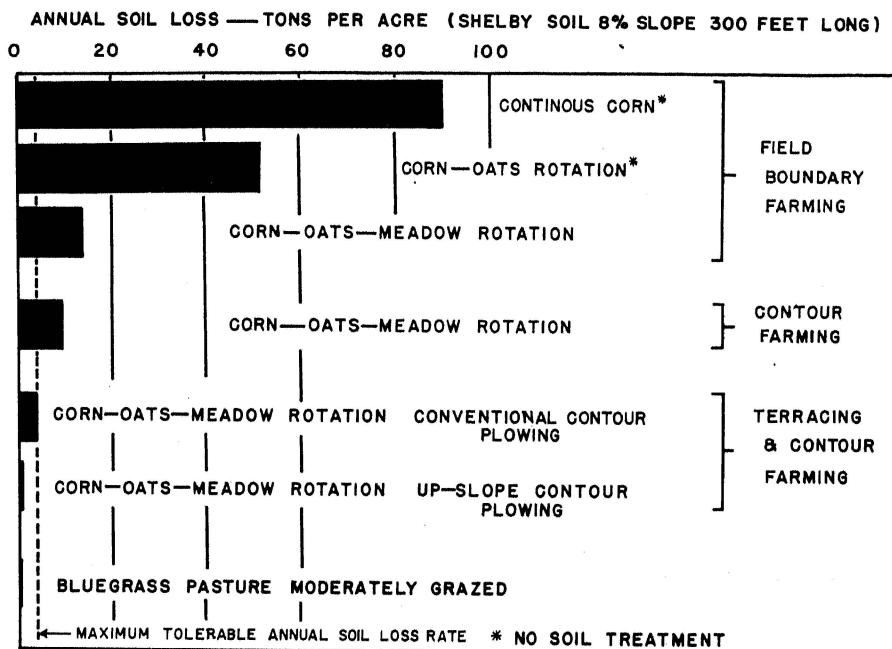 ANNUAL SOIL LOSS — TONS PER ACRE (SHELBY SOIL 8% SLOPE 300 FEET LONG)
0 20 40 60 80 100
CONTINOUS CORN*
CORN—OATS ROTATION*
CORN—OATS—MEADOW ROTATION
FIELD
BOUNDARY
FARMING
CORN—OATS—MEADOW ROTATION
CONTOUR
FARMING
CORN—OATS—MEADOW ROTATION CONVENTIONAL CONTOUR
PLOWING
CORN—OATS—MEADOW ROTATION UP—SLOPE CONTOUR
PLOWING
TERRACING
& CONTOUR
FARMING
BLUEGRASS PASTURE MODERATELY GRAZED
MAXIMUM TOLERABLE ANNUAL SOIL LOSS RATE * NO SOIL TREATMENT